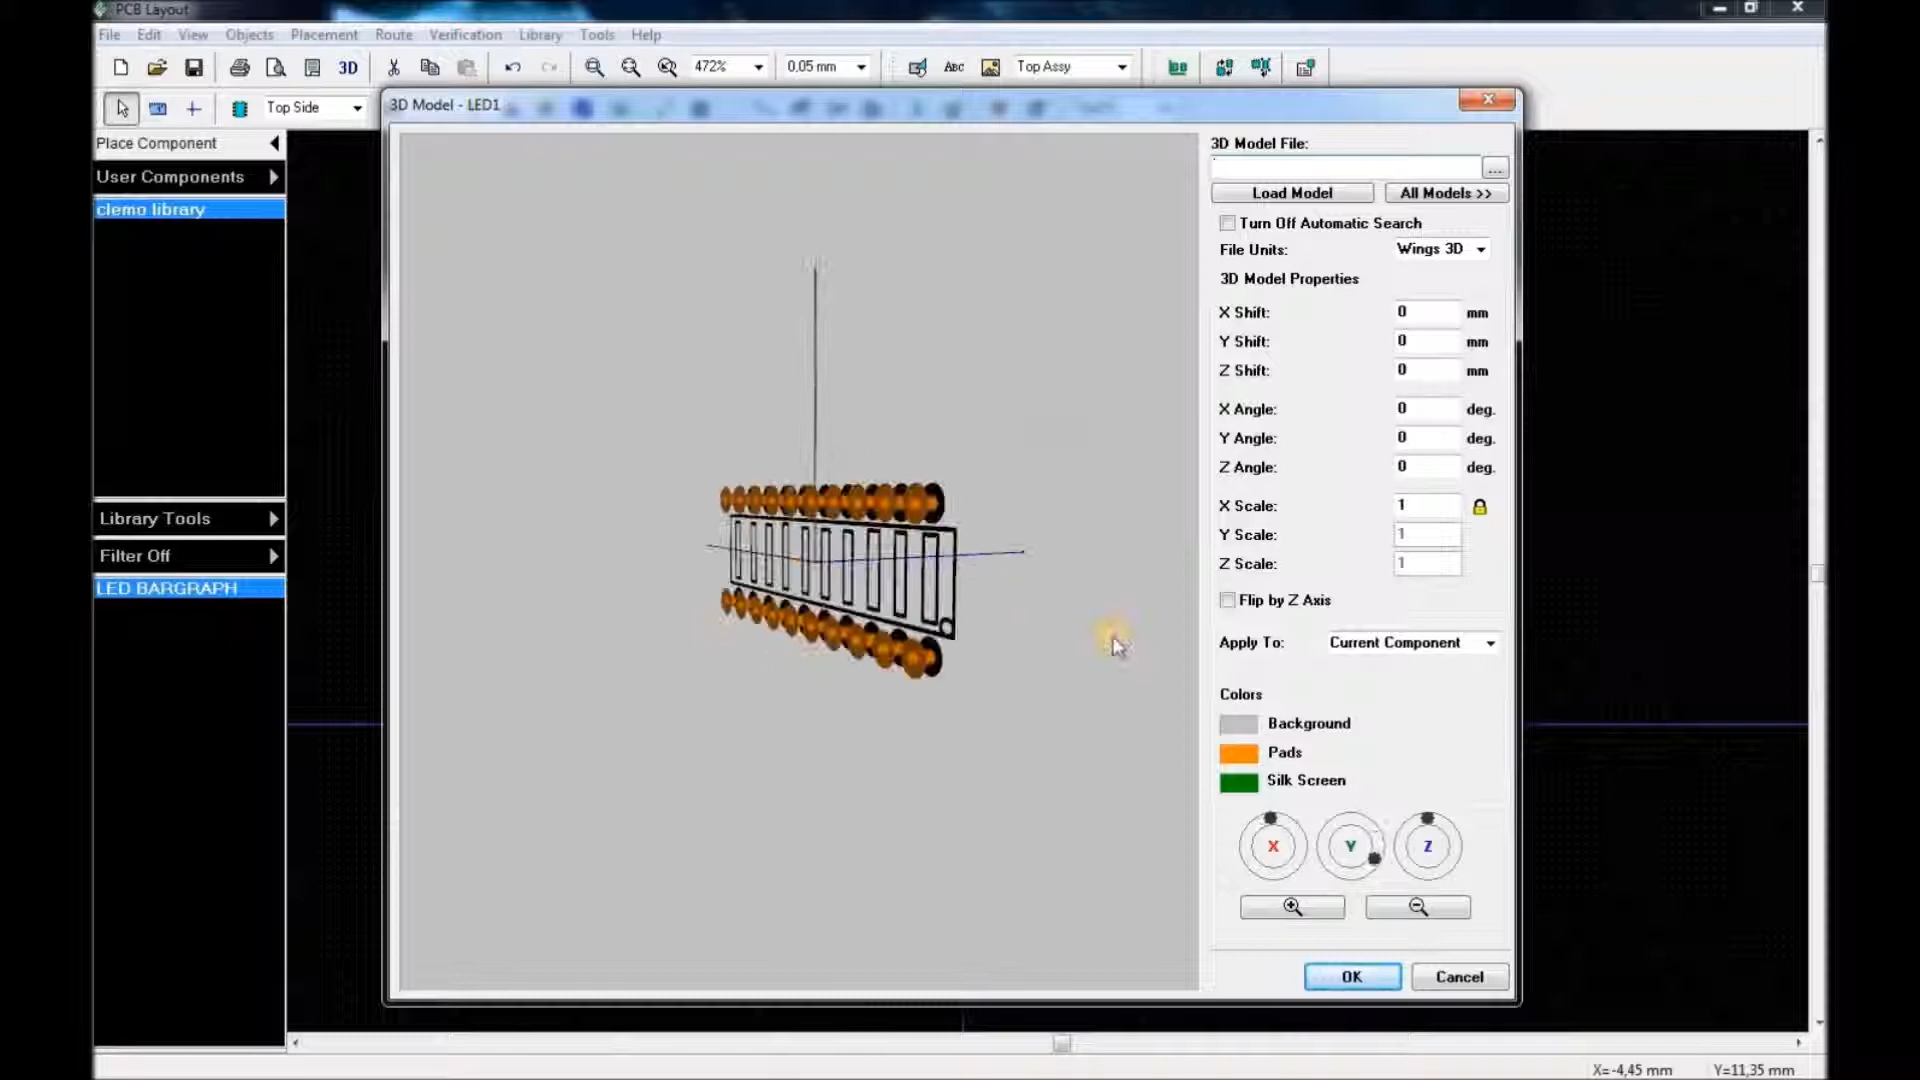 PCB Layout
File Edit View Objects Placement Route Verification Library Tools Help
3D 472% 0,05 mm ABC Top Assy
Top Side
3D Model - LED1
Place Component
User Components
clemo library
Library Tools
Filter Off
LED BARGRAPH
3D Model File:
...
Load Model All Models >>
Turn Off Automatic Search
File Units: Wings 3D
3D Model Properties
X Shift: 0 mm
Y Shift: 0 mm
Z Shift: 0 mm
X Angle: 0 deg.
Y Angle: 0 deg.
Z Angle: 0 deg.
X Scale: 1
Y Scale: 1
Z Scale: 1
Flip by Z Axis
Apply To: Current Component
Colors
Background
Pads
Silk Screen
X Y Z
OK Cancel
X=-4,45 mm Y=11,35 mm